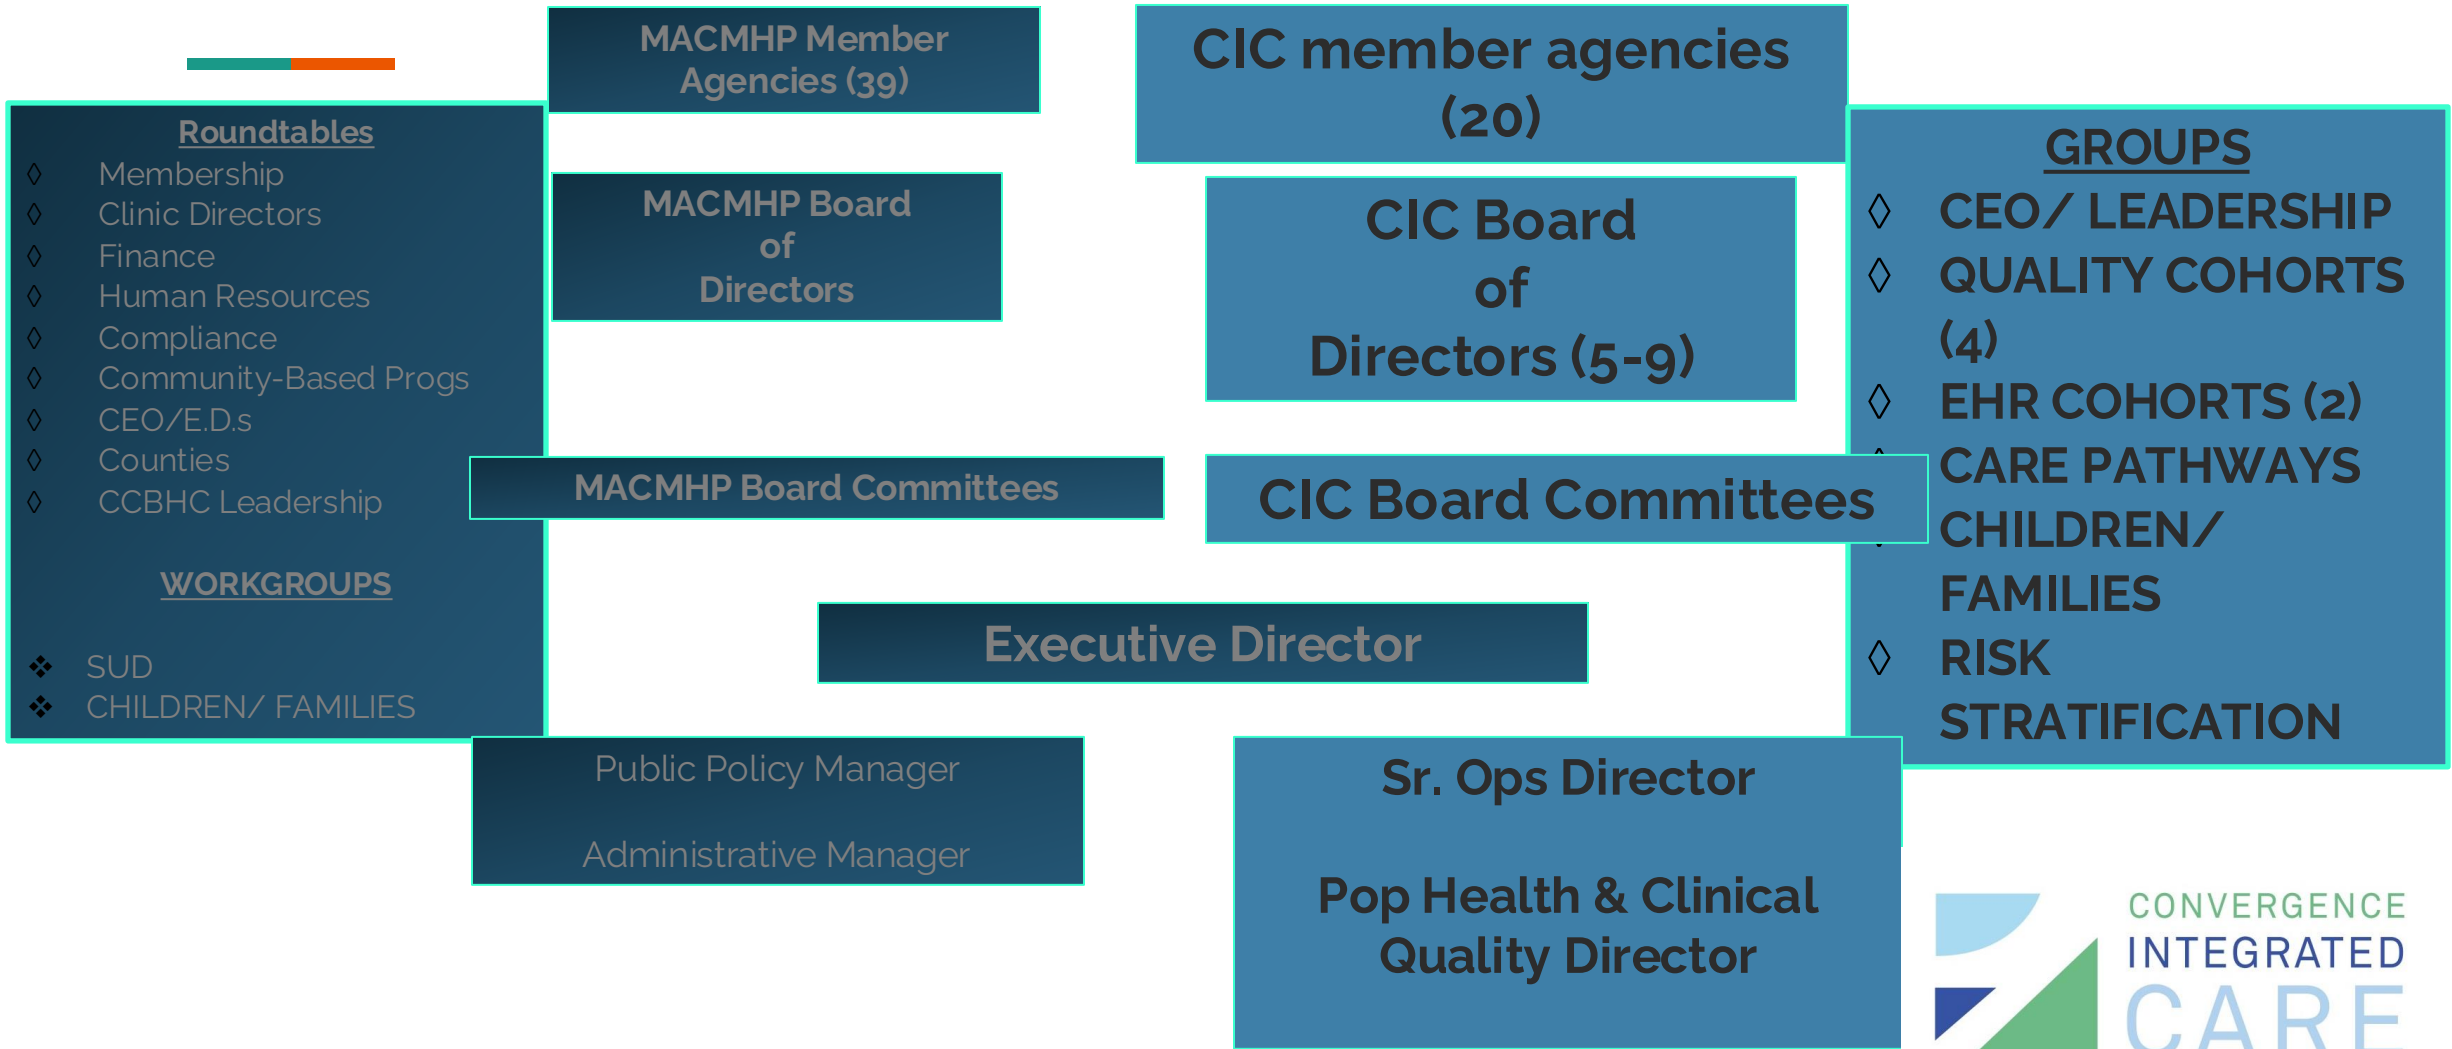 MACMHP Member
Agencies (39)
CIC member agencies
(20)
Roundtables
◊ Membership
◊ Clinic Directors
◊ Finance
◊ Human Resources
◊ Compliance
◊ Community-Based Progs
◊ CEO/E.D.s
◊ Counties
◊ CCBHC Leadership
WORKGROUPS
❖ SUD
❖ CHILDREN/ FAMILIES
MACMHP Board
of
Directors
CIC Board
of
Directors (5-9)
GROUPS
◊ CEO/ LEADERSHIP
◊ QUALITY COHORTS
(4)
◊ EHR COHORTS (2)
◊ CARE PATHWAYS
◊ CHILDREN/
FAMILIES
◊ RISK
STRATIFICATION
MACMHP Board Committees
CIC Board Committees
Executive Director
Public Policy Manager
Administrative Manager
Sr. Ops Director
Pop Health & Clinical
Quality Director
CONVERGENCE
INTEGRATED
CARE